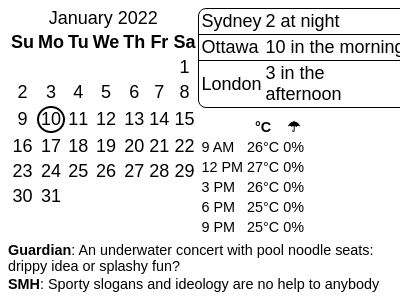 January 2022
Su Mo Tu We Th Fr Sa
1
2 3 4 5 6 7 8
9 10 11 12 13 14 15
16 17 18 19 20 21 22
23 24 25 26 27 28 29
30 31
Sydney 2 at night
Ottawa 10 in the morning
London 3 in the
afternoon
°C ☂
9 AM 26°C 0%
12 PM 27°C 0%
3 PM 26°C 0%
6 PM 25°C 0%
9 PM 25°C 0%
Guardian: An underwater concert with pool noodle seats:
drippy idea or splashy fun?
SMH: Sporty slogans and ideology are no help to anybody